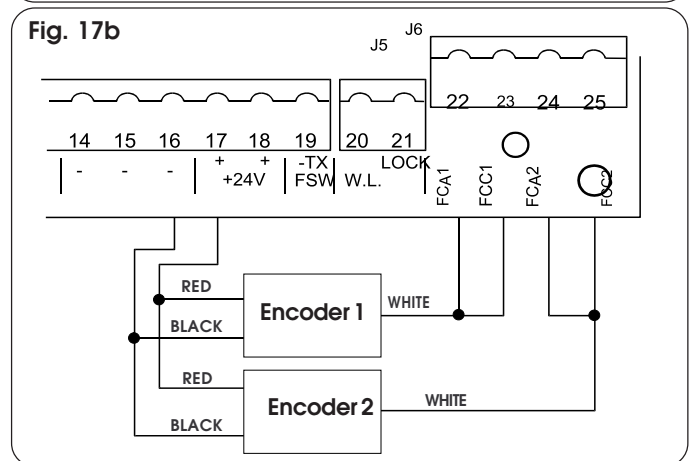 Fig. 17b
J5 J6
22 23 24 25
14 15 16 17 18 19 20 21
- - - + + -TX LOCK
+24V FSW W.L.
FCA1 FCC1 FCA2 FCC2
RED
Encoder 1 WHITE
BLACK
RED
Encoder 2 WHITE
BLACK